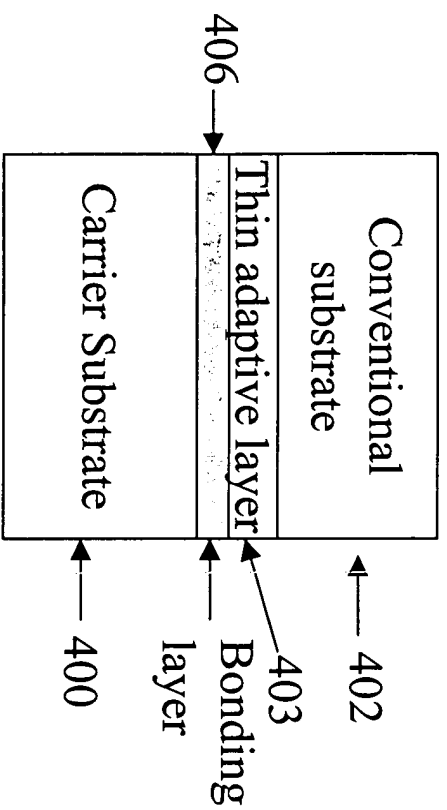 Conventional
substrate
402
Thin adaptive layer
403
406
Bonding
layer
Carrier Substrate
400